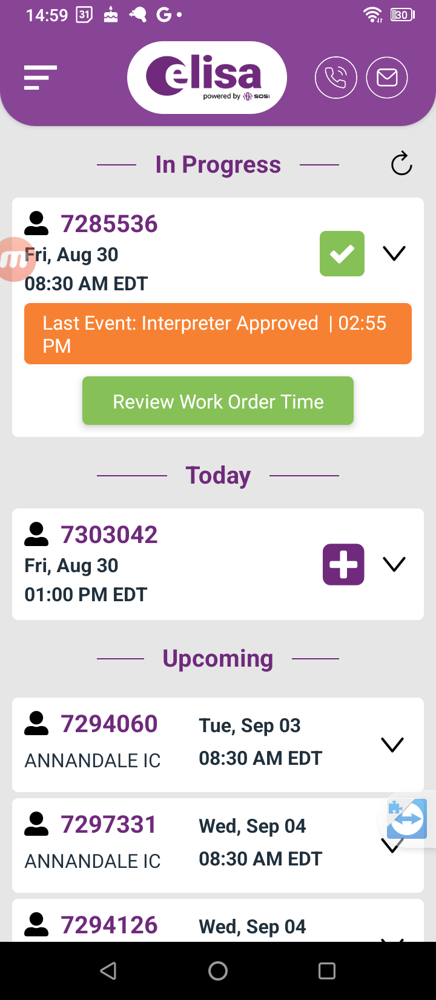 14:59 31 G 30
elisa
powered by SOSi
In Progress
7285536
Fri, Aug 30
08:30 AM EDT
m
Last Event: Interpreter Approved | 02:55
PM
Review Work Order Time
Today
7303042
Fri, Aug 30
01:00 PM EDT
Upcoming
7294060 Tue, Sep 03
ANNANDALE IC 08:30 AM EDT
7297331 Wed, Sep 04
ANNANDALE IC 08:30 AM EDT
7294126 Wed, Sep 04